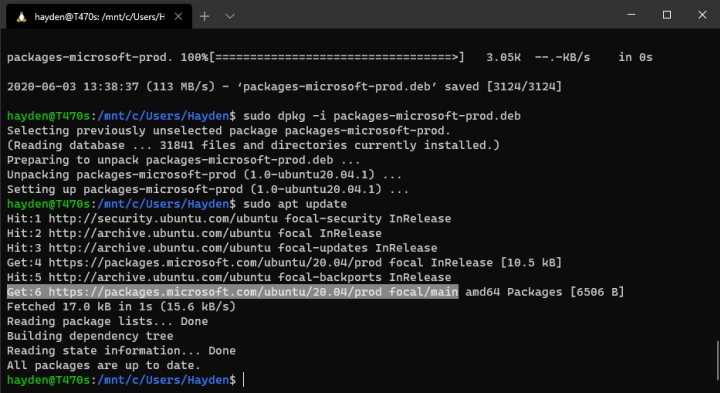 hayden@T470s: /mnt/c/Users/H
packages-microsoft-prod. 100%[==================================>]   3.05K  --.-KB/s    in 0s
2020-06-03 13:38:37 (113 MB/s) - ‘packages-microsoft-prod.deb’ saved [3124/3124]
hayden@T470s:/mnt/c/Users/Hayden$ sudo dpkg -i packages-microsoft-prod.deb
Selecting previously unselected package packages-microsoft-prod.
(Reading database ... 31841 files and directories currently installed.)
Preparing to unpack packages-microsoft-prod.deb ...
Unpacking packages-microsoft-prod (1.0-ubuntu20.04.1) ...
Setting up packages-microsoft-prod (1.0-ubuntu20.04.1) ...
hayden@T470s:/mnt/c/Users/Hayden$ sudo apt update
Hit:1 http://security.ubuntu.com/ubuntu focal-security InRelease
Hit:2 http://archive.ubuntu.com/ubuntu focal InRelease
Hit:3 http://archive.ubuntu.com/ubuntu focal-updates InRelease
Get:4 https://packages.microsoft.com/ubuntu/20.04/prod focal InRelease [10.5 kB]
Hit:5 http://archive.ubuntu.com/ubuntu focal-backports InRelease
Get:6 https://packages.microsoft.com/ubuntu/20.04/prod focal/main amd64 Packages [6506 B]
Fetched 17.0 kB in 1s (15.6 kB/s)
Reading package lists... Done
Building dependency tree
Reading state information... Done
All packages are up to date.
hayden@T470s:/mnt/c/Users/Hayden$